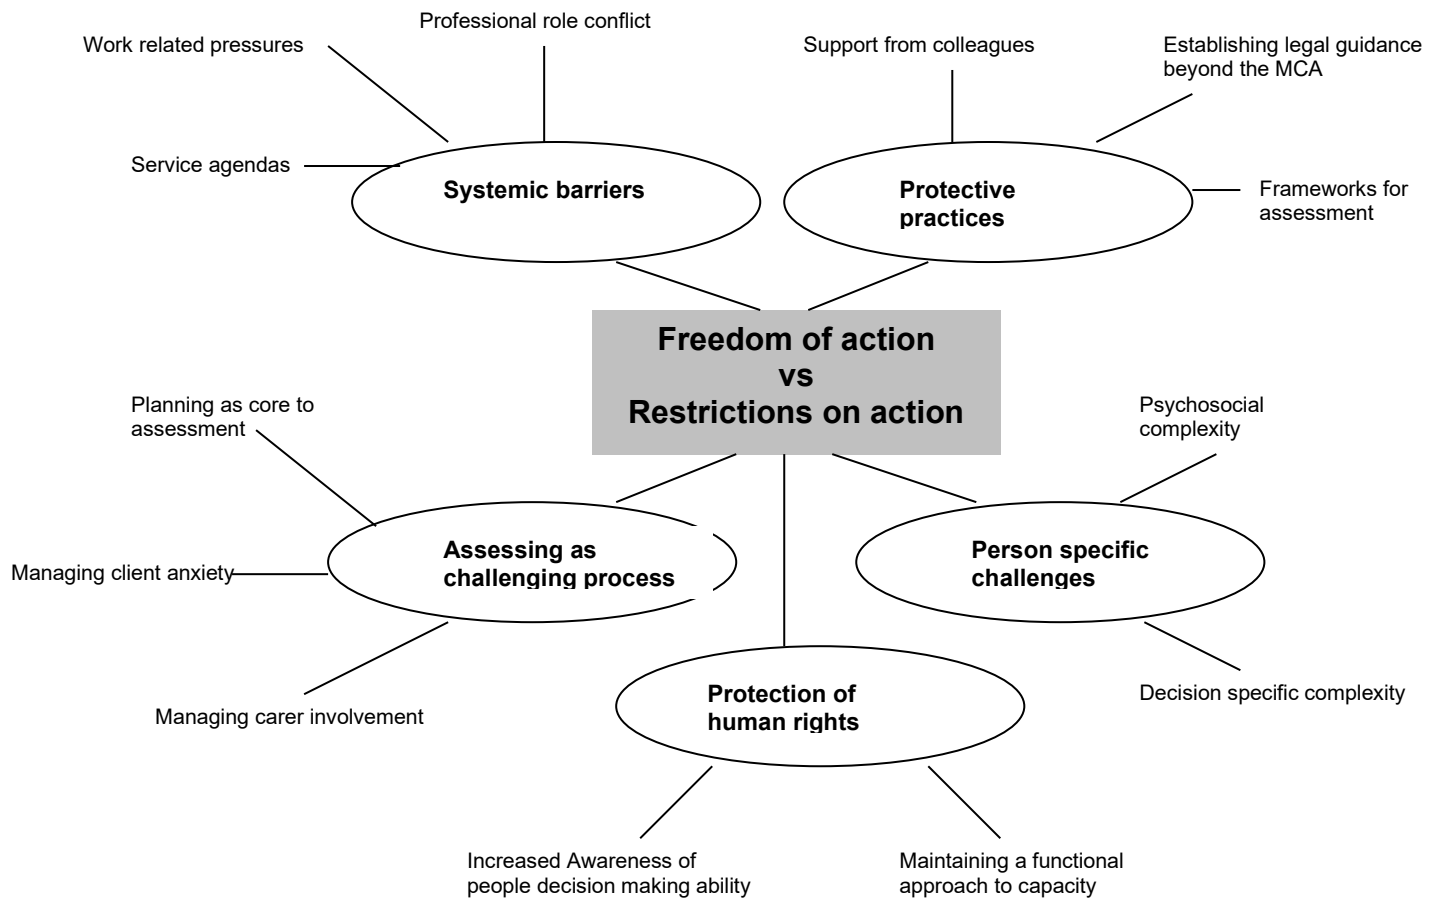 Professional role conflict
Work related pressures
Service agendas
Systemic barriers
Support from colleagues
Establishing legal guidance
beyond the MCA
Protective
practices
Frameworks for
assessment
Freedom of action
vs
Restrictions on action
Planning as core to
assessment
Managing client anxiety
Assessing as
challenging process
Managing carer involvement
Psychosocial
complexity
Person specific
challenges
Decision specific complexity
Protection of
human rights
Increased Awareness of
people decision making ability
Maintaining a functional
approach to capacity